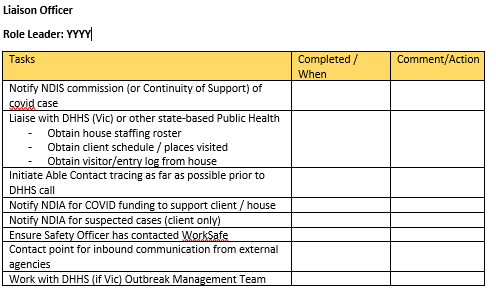 Liaison Officer
Role Leader: YYYY
Tasks
Completed /
When
Comment/Action
Notify NDIS commission (or Continuity of Support) of
covid case
Liaise with DHHS (Vic) or other state-based Public Health
- Obtain house staffing roster
- Obtain client schedule / places visited
- Obtain visitor/entry log from house
Initiate Able Contact tracing as far as possible prior to
DHHS call
Notify NDIA for COVID funding to support client / house
Notify NDIA for suspected cases (client only)
Ensure Safety Officer has contacted WorkSafe
Contact point for inbound communication from external
agencies
Work with DHHS (if Vic) Outbreak Management Team